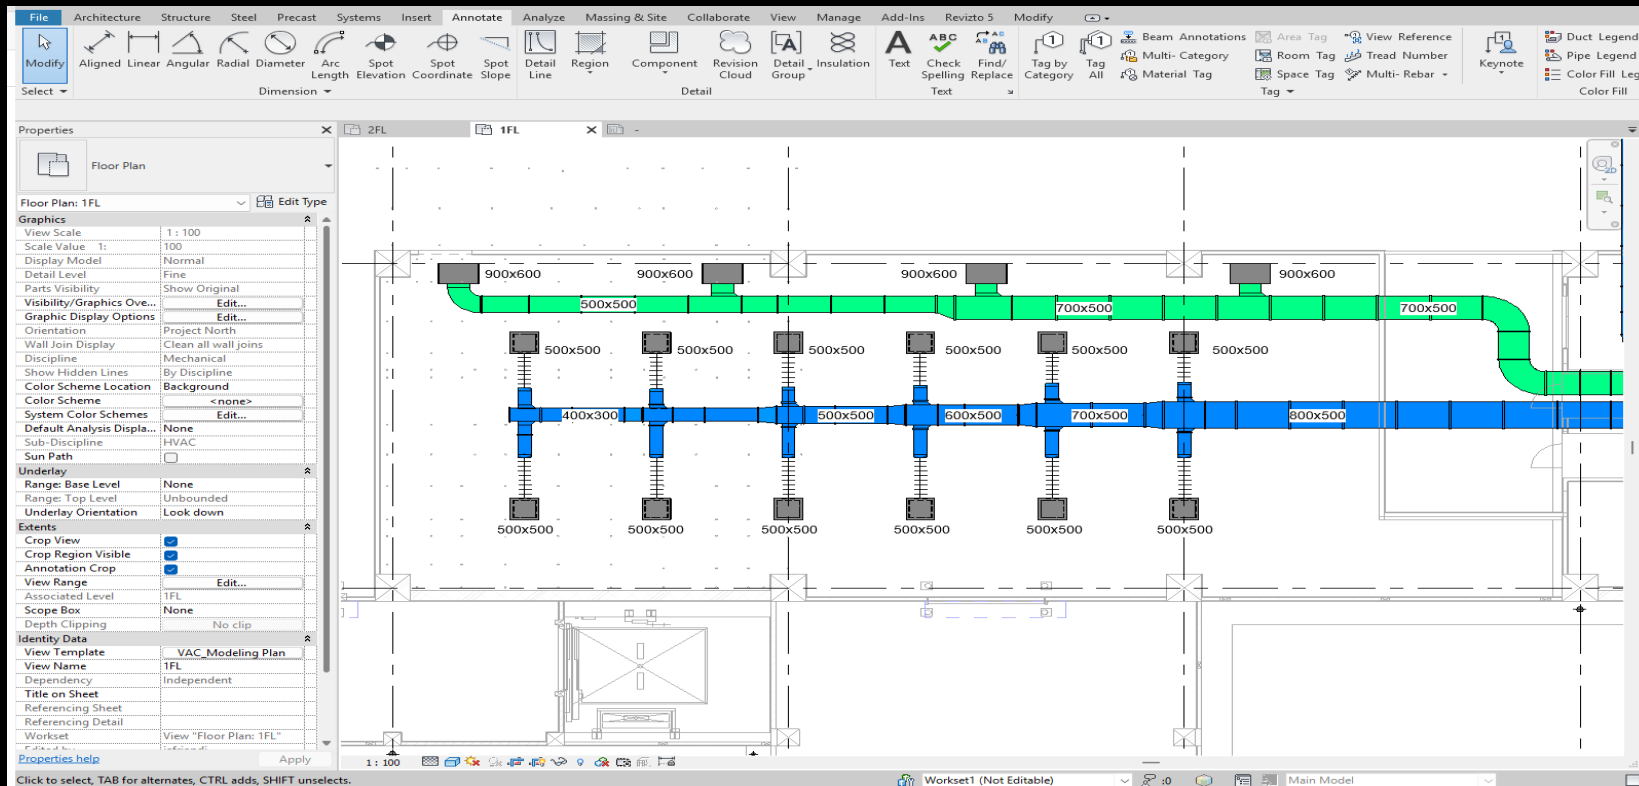 File Architecture Structure Steel Precast Systems Insert Annotate Analyze Massing & Site Collaborate View Manage Add-Ins Revizto 5 Modify
Modify
Aligned Linear Angular Radial Diameter Arc Length Spot Elevation Spot Coordinate Spot Slope
Detail Line Region Component Revision Cloud Detail Group Insulation
Text ABC Check Spelling Find/ Replace
Tag by Category Tag All
Beam Annotations Area Tag View Reference
Multi- Category Room Tag Tread Number
Material Tag Space Tag Multi- Rebar
Keynote
Duct Legend
Pipe Legend
Color Fill Leg
Select Dimension Detail Text Tag Color Fill
Properties
2FL 1FL -
Floor Plan
Floor Plan: 1FL Edit Type
Graphics
View Scale 1 : 100
Scale Value 1: 100
Display Model Normal
Detail Level Fine
Parts Visibility Show Original
Visibility/Graphics Ove... Edit...
Graphic Display Options Edit...
Orientation Project North
Wall Join Display Clean all wall joins
Discipline Mechanical
Show Hidden Lines By Discipline
Color Scheme Location Background
Color Scheme <none>
System Color Schemes Edit...
Default Analysis Displa... None
Sub-Discipline HVAC
Sun Path
Underlay
Range: Base Level None
Range: Top Level Unbounded
Underlay Orientation Look down
Extents
Crop View
Crop Region Visible
Annotation Crop
View Range Edit...
Associated Level 1FL
Scope Box None
Depth Clipping No clip
Identity Data
View Template VAC_Modeling Plan
View Name 1FL
Dependency Independent
Title on Sheet
Referencing Sheet
Referencing Detail
Workset View "Floor Plan: 1FL"
Properties help Apply
900x600 900x600 900x600 900x600
500x500 700x500 700x500
500x500 500x500 500x500 500x500 500x500 500x500
400x300 500x500 600x500 700x500 800x500
500x500 500x500 500x500 500x500 500x500 500x500
2D
1 : 100
Click to select, TAB for alternates, CTRL adds, SHIFT unselects.
Workset1 (Not Editable) :0 Main Model